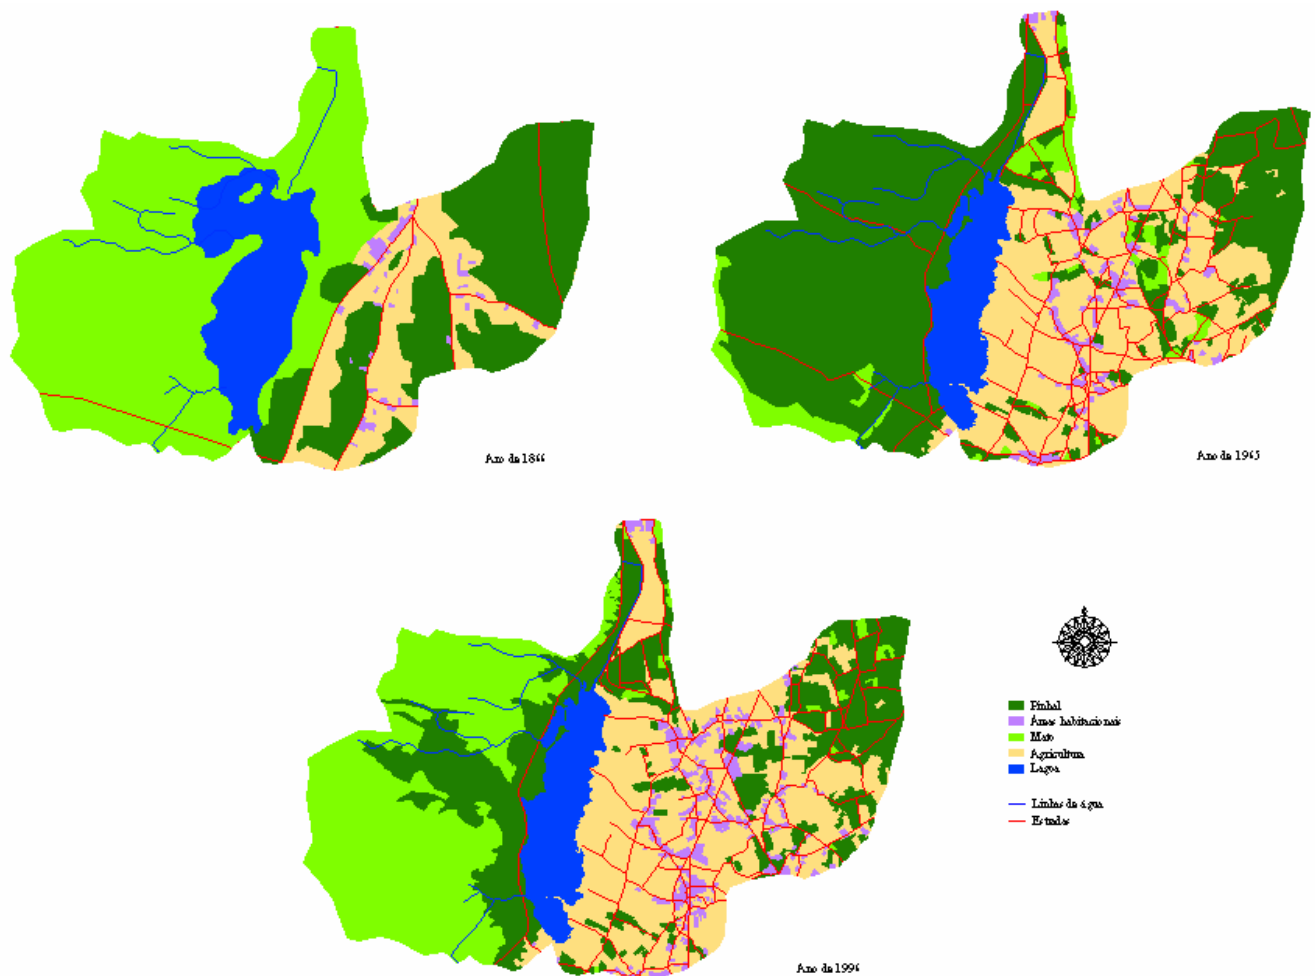 Ano de 1866
Ano de 1965
Pinhal
Áreas habitacionais
Mato
Agricultura
Lagoa
Linhas de água
Estradas
Ano de 1996